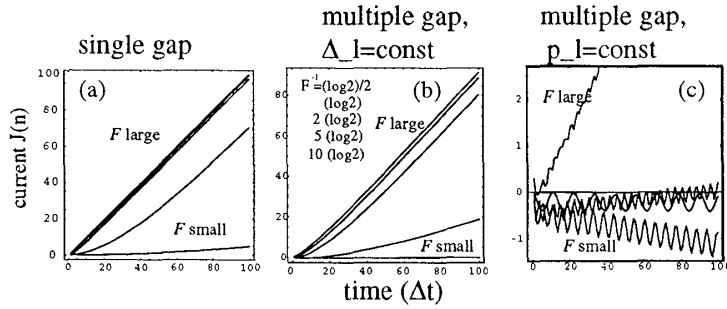 single gap
multiple gap,
Δ_l=const
multiple gap,
p_l=const
current J(n)
100
80
60
40
20
0
(a)
F large
F small
0 20 40 60 80 100
80
60
40
20
0
F⁻¹=(log2)/2
(log2)
2 (log2)
5 (log2)
10 (log2)
(b)
F large
F small
0 20 40 60 80 100
2
1
0
-1
(c)
F large
F small
0 20 40 60 80 100
time (Δt)